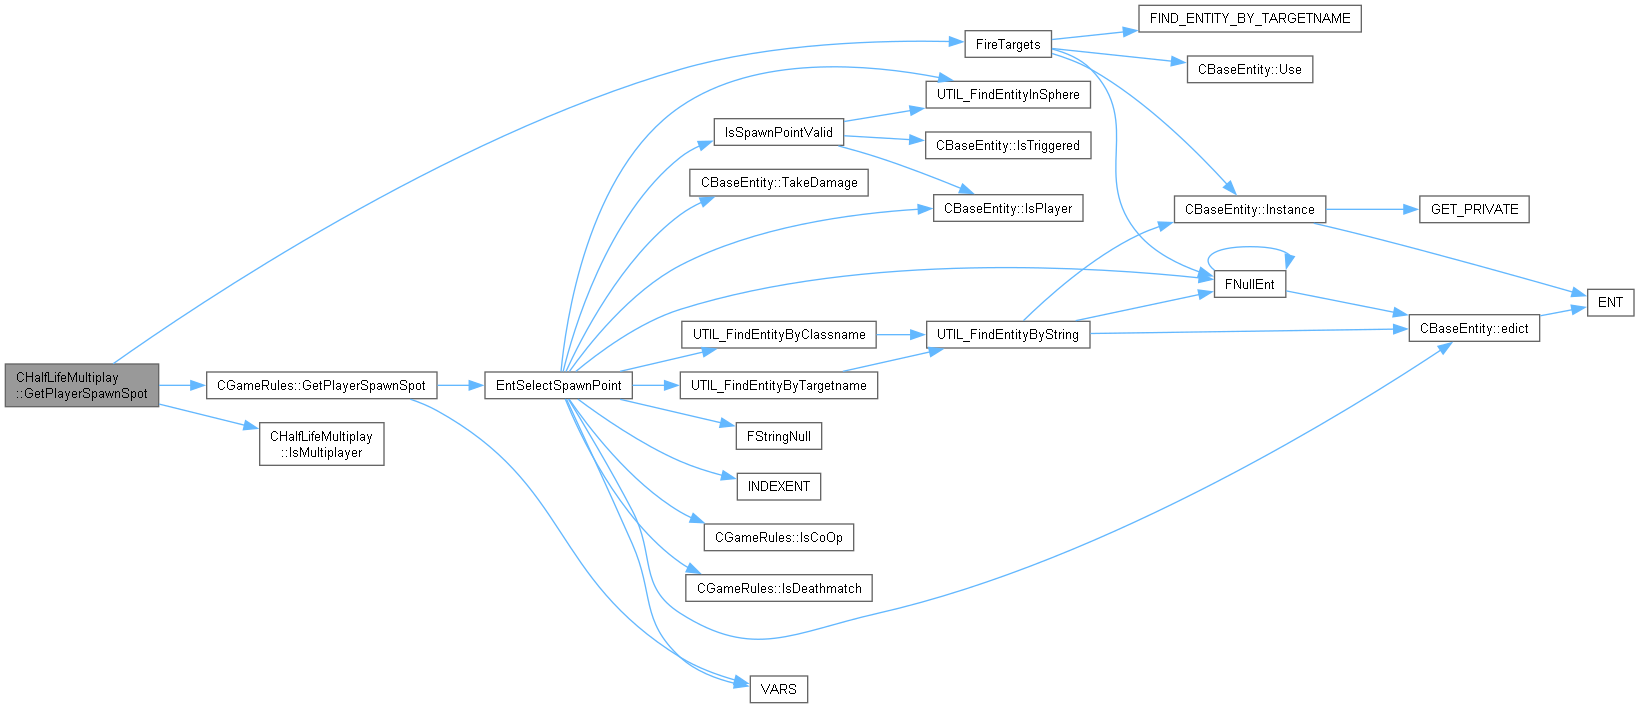 CHalfLifeMultiplay
::GetPlayerSpawnSpot
CGameRules::GetPlayerSpawnSpot
CHalfLifeMultiplay
::IsMultiplayer
EntSelectSpawnPoint
FireTargets
UTIL_FindEntityInSphere
IsSpawnPointValid
CBaseEntity::IsTriggered
CBaseEntity::TakeDamage
CBaseEntity::IsPlayer
UTIL_FindEntityByClassname
UTIL_FindEntityByString
UTIL_FindEntityByTargetname
FStringNull
INDEXENT
CGameRules::IsCoOp
CGameRules::IsDeathmatch
VARS
FIND_ENTITY_BY_TARGETNAME
CBaseEntity::Use
CBaseEntity::Instance
GET_PRIVATE
FNullEnt
CBaseEntity::edict
ENT